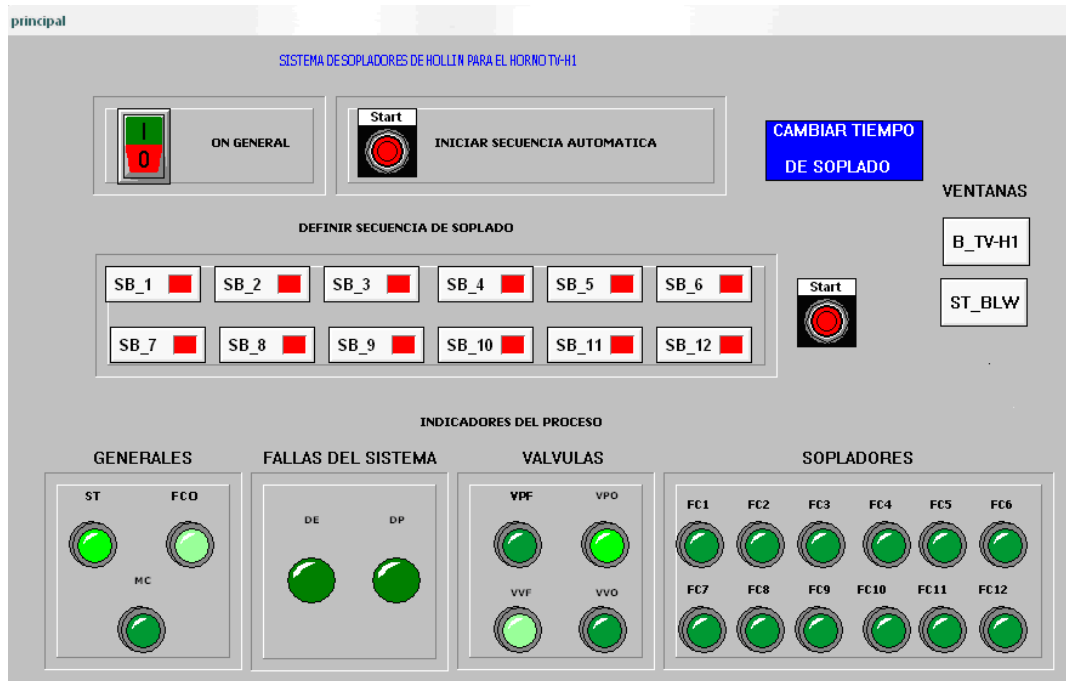 principal
SISTEMA DE SOPLADORES DE HOLLIN PARA EL HORNO TV-H1
I
0
ON GENERAL
Start
INICIAR SECUENCIA AUTOMATICA
CAMBIAR TIEMPO
DE SOPLADO
VENTANAS
B_TV-H1
ST_BLW
DEFINIR SECUENCIA DE SOPLADO
SB_1 SB_2 SB_3 SB_4 SB_5 SB_6
SB_7 SB_8 SB_9 SB_10 SB_11 SB_12
Start
INDICADORES DEL PROCESO
GENERALES
ST FCO
MC
FALLAS DEL SISTEMA
DE DP
VALVULAS
VPF VPO
VVF VVO
SOPLADORES
FC1 FC2 FC3 FC4 FC5 FC6
FC7 FC8 FC9 FC10 FC11 FC12